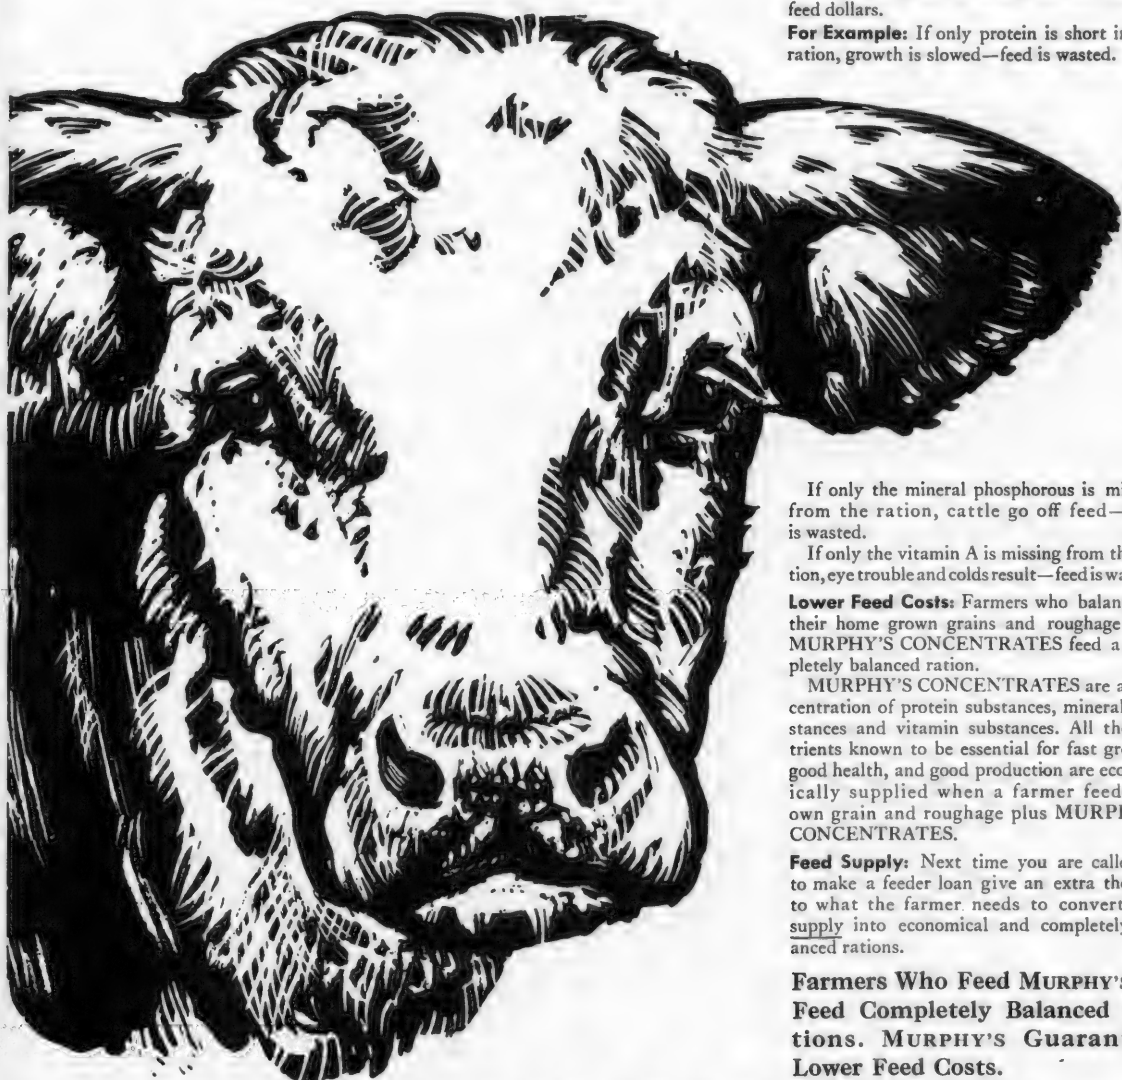 feed dollars.
For Example: If only protein is short i
ration, growth is slowed—feed is wasted.
If only the mineral phosphorous is mi
from the ration, cattle go off feed—
is wasted.
If only the vitamin A is missing from th
tion, eye trouble and colds result—feed is wa
Lower Feed Costs: Farmers who balan
their home grown grains and roughage
MURPHY'S CONCENTRATES feed a
pletely balanced ration.
MURPHY'S CONCENTRATES are a
centration of protein substances, mineral
stances and vitamin substances. All the
trients known to be essential for fast gr
good health, and good production are eco
ically supplied when a farmer feed
own grain and roughage plus MURP
CONCENTRATES.
Feed Supply: Next time you are calle
to make a feeder loan give an extra tho
to what the farmer needs to convert
supply into economical and completely
anced rations.
Farmers Who Feed MURPHY'S
Feed Completely Balanced
tions. MURPHY'S Guaran
Lower Feed Costs.